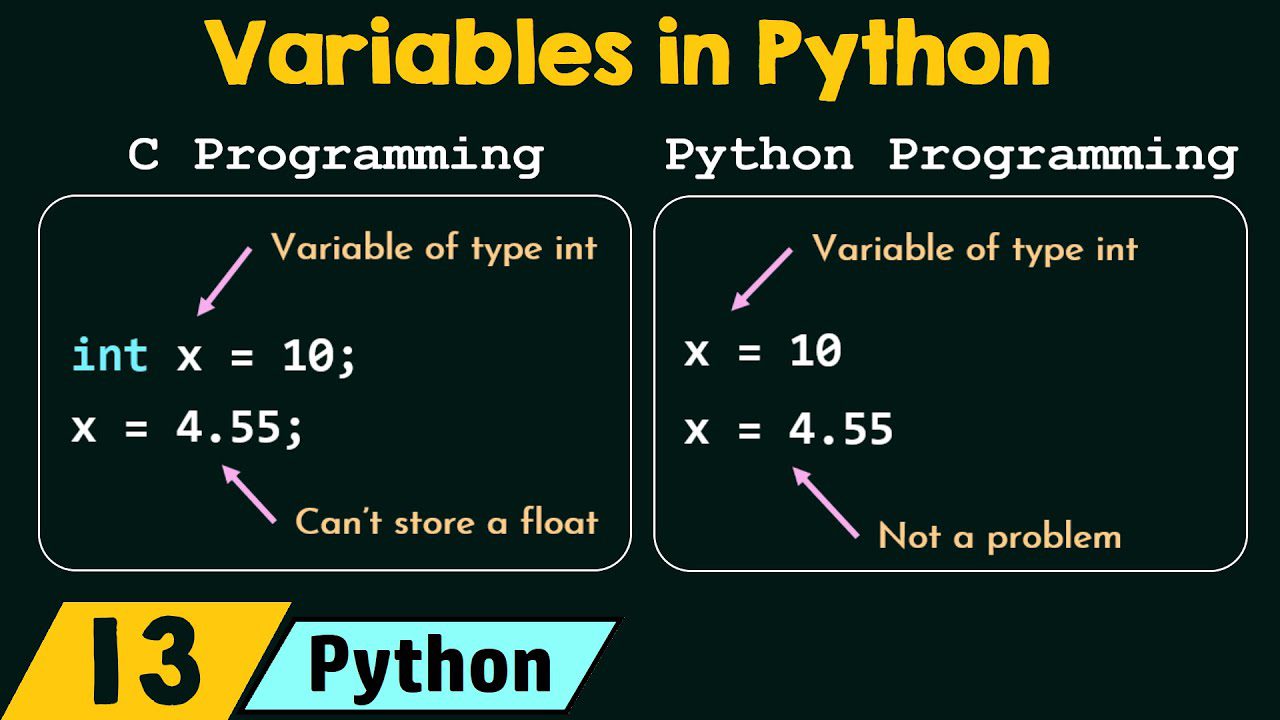 Variables in Python
C Programming
Variable of type int
int x = 10;
x = 4.55;
Can't store a float
Python Programming
Variable of type int
x = 10
x = 4.55
Not a problem
13 Python